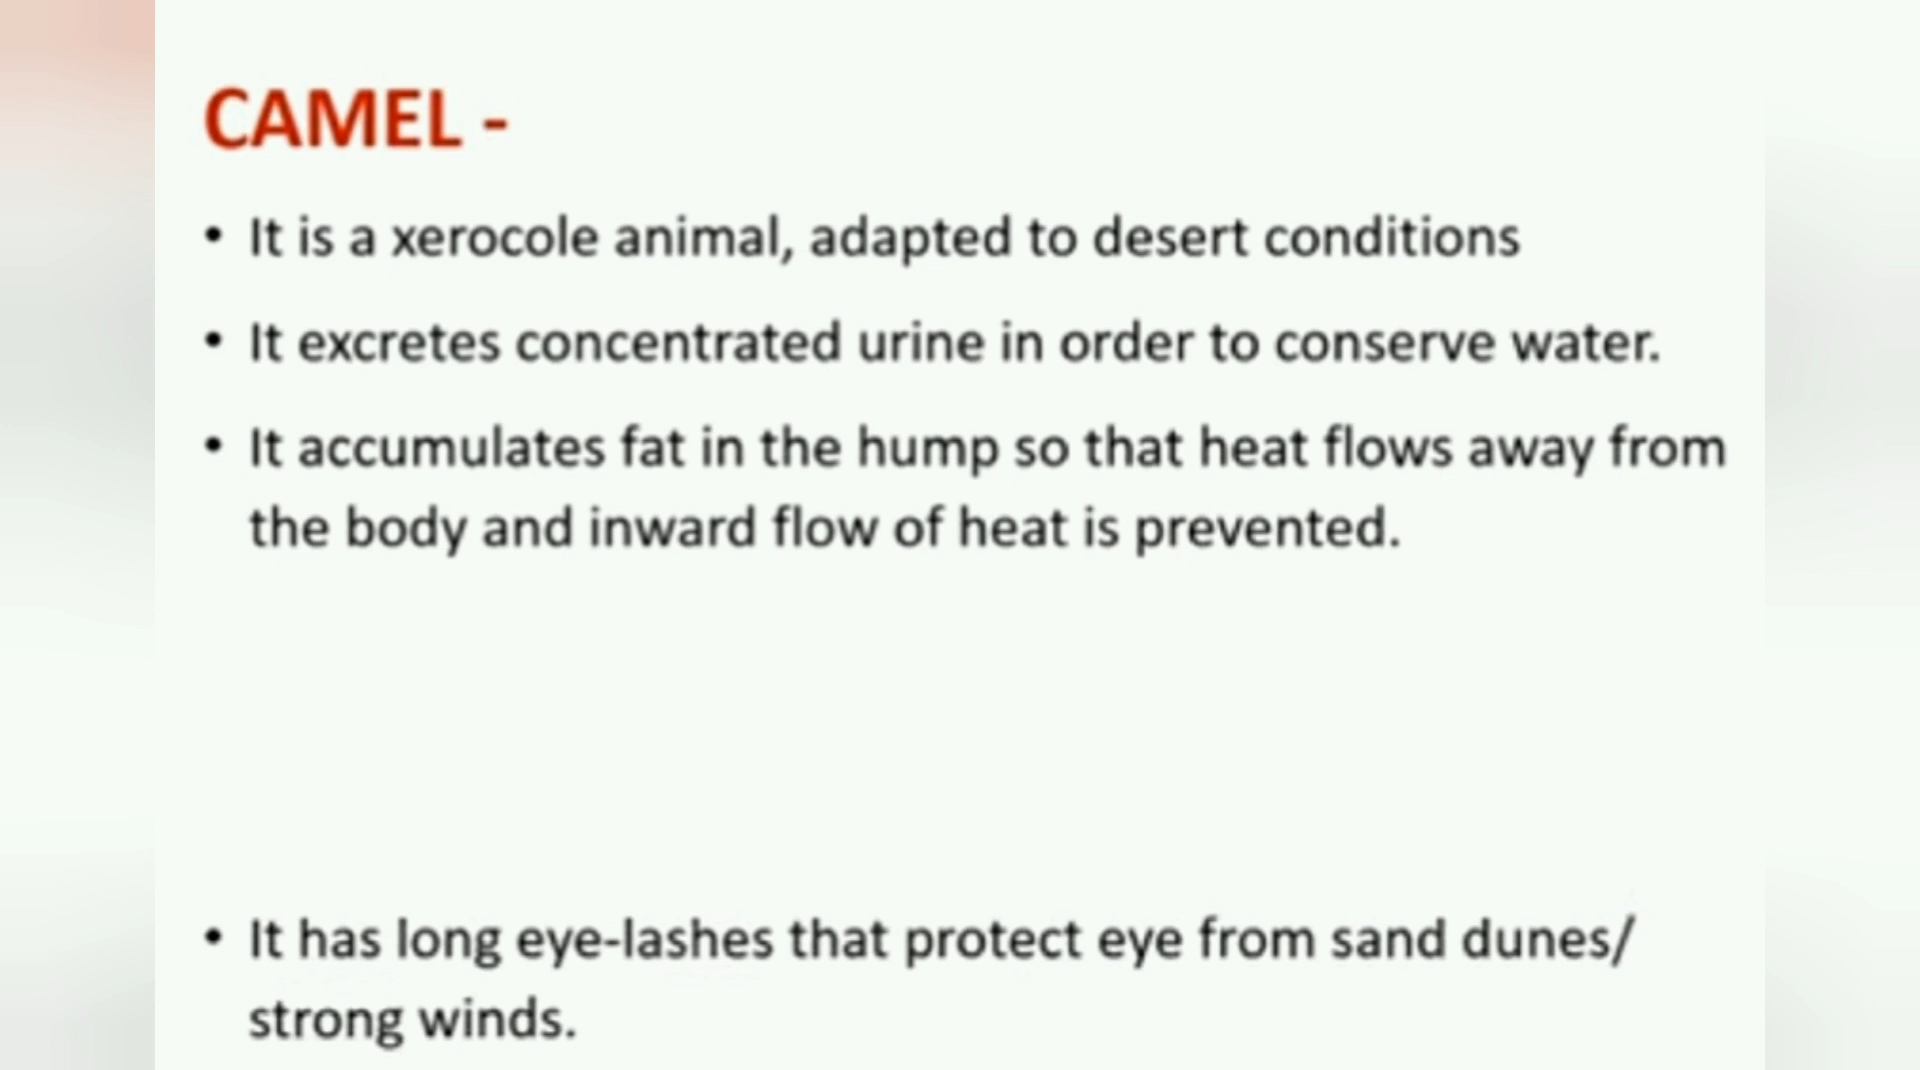 CAMEL -
• It is a xerocole animal, adapted to desert conditions
• It excretes concentrated urine in order to conserve water.
• It accumulates fat in the hump so that heat flows away from
the body and inward flow of heat is prevented.
• It has long eye-lashes that protect eye from sand dunes/
strong winds.